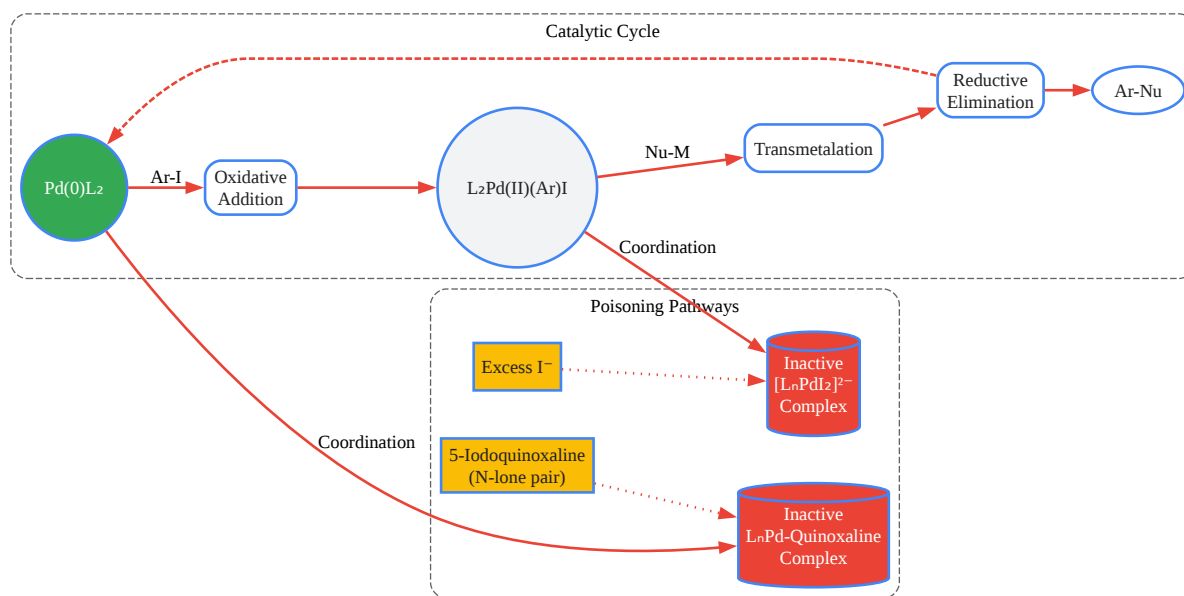 Catalytic Cycle
Reductive
Elimination
Ar-Nu
Nu-M
Transmetalation
Ar-I
Pd(0)L₂
Oxidative
Addition
L₂Pd(II)(Ar)I
Coordination
Poisoning Pathways
Excess I⁻
Inactive
[LₙPdI₂]²⁻
Complex
Coordination
5-Iodoquinoxaline
(N-lone pair)
Inactive
LₙPd-Quinoxaline
Complex